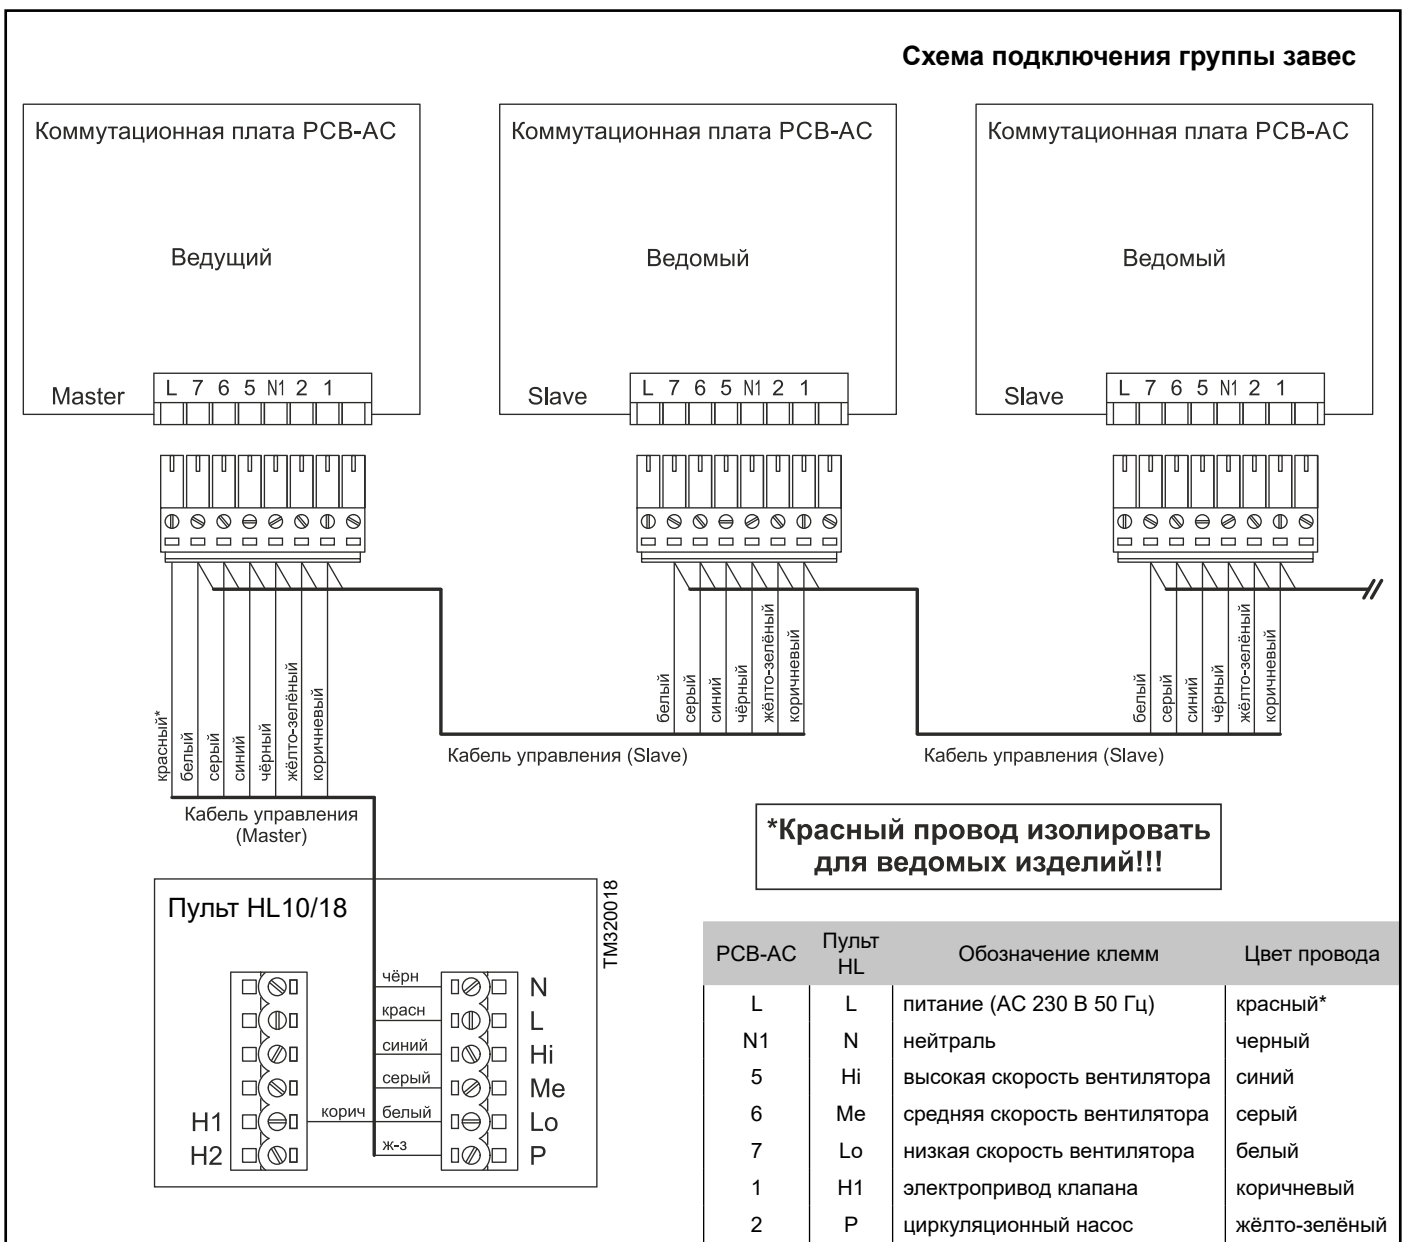 Схема подключения группы завес
Коммутационная плата PCB-AC
Ведущий
Master
L 7 6 5 N1 2 1
Коммутационная плата PCB-AC
Ведомый
Slave
L 7 6 5 N1 2 1
Коммутационная плата PCB-AC
Ведомый
Slave
L 7 6 5 N1 2 1
красный*
белый
серый
синий
чёрный
жёлто-зелёный
коричневый
Кабель управления
(Master)
белый
серый
синий
чёрный
жёлто-зелёный
коричневый
Кабель управления (Slave)
белый
серый
синий
чёрный
жёлто-зелёный
коричневый
Кабель управления (Slave)
*Красный провод изолировать
для ведомых изделий!!!
Пульт HL10/18
TM320018
чёрн N
красн L
синий Hi
серый Me
H1 корич белый Lo
H2 ж-з P
PCB-AC Пульт HL Обозначение клемм Цвет провода
L L питание (АС 230 В 50 Гц) красный*
N1 N нейтраль черный
5 Hi высокая скорость вентилятора синий
6 Me средняя скорость вентилятора серый
7 Lo низкая скорость вентилятора белый
1 H1 электропривод клапана коричневый
2 P циркуляционный насос жёлто-зелёный